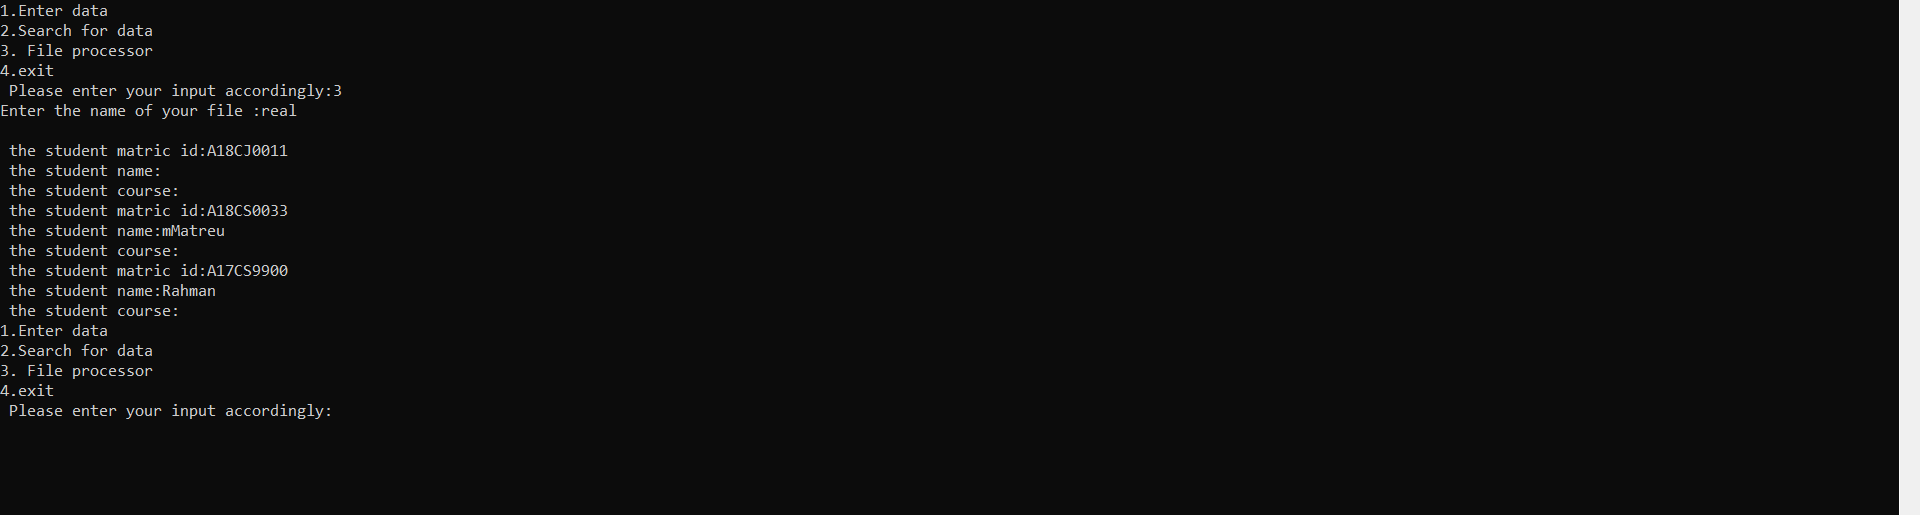 1.Enter data
2.Search for data
3. File processor
4.exit
 Please enter your input accordingly:3
Enter the name of your file :real

 the student matric id:A18CJ0011
 the student name:
 the student course:
 the student matric id:A18CS0033
 the student name:mMatreu
 the student course:
 the student matric id:A17CS9900
 the student name:Rahman
 the student course:
1.Enter data
2.Search for data
3. File processor
4.exit
 Please enter your input accordingly: